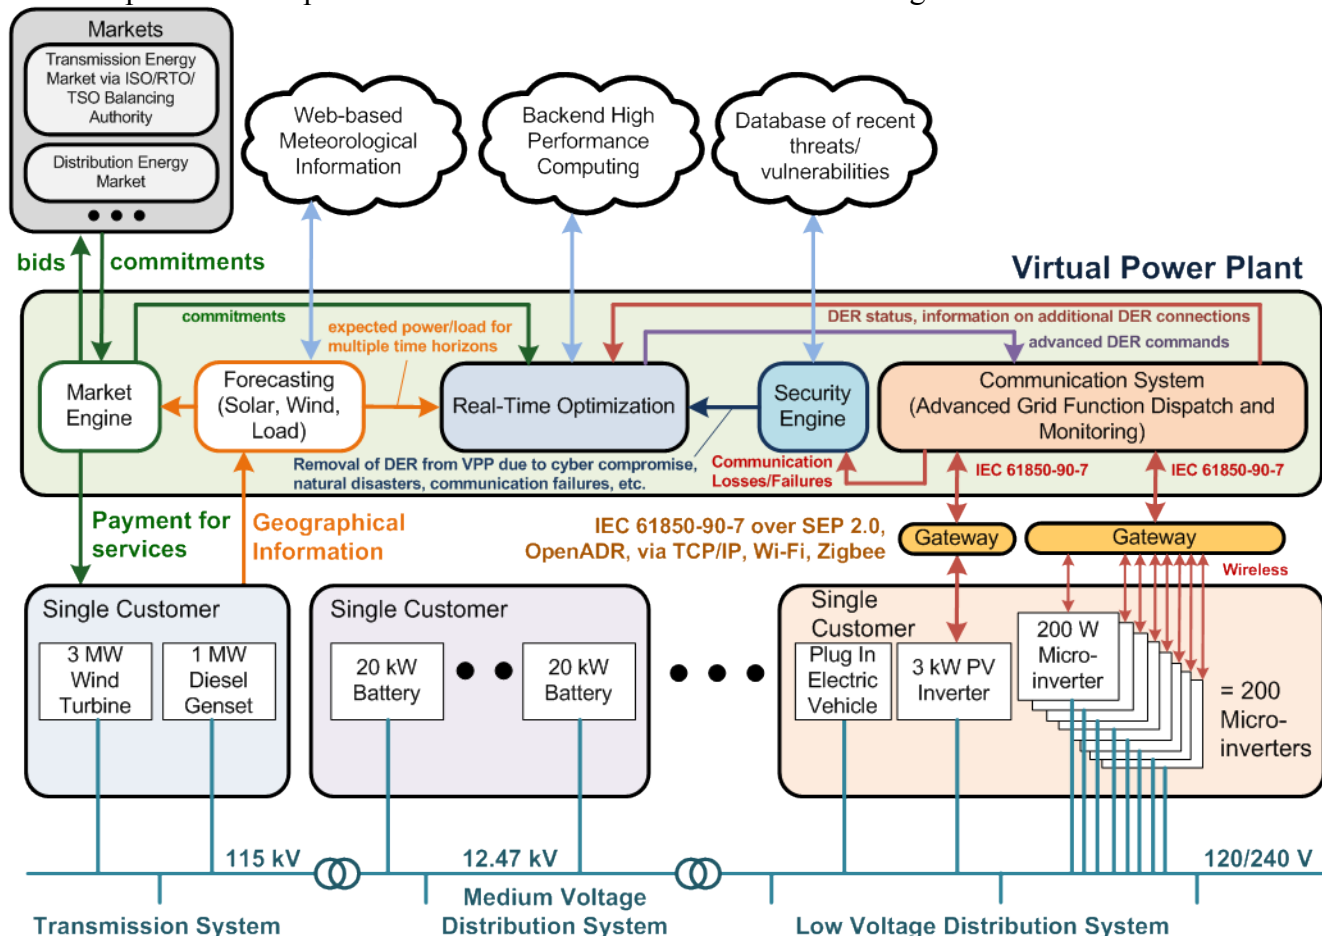 Markets
Transmission Energy
Market via ISO/RTO/
TSO Balancing
Authority
Distribution Energy
Market
Web-based
Meteorological
Information
Backend High
Performance
Computing
Database of recent
threats/
vulnerabilities
bids
commitments
Virtual Power Plant
commitments
expected power/load for
multiple time horizons
DER status, information on additional DER connections
advanced DER commands
Market
Engine
Forecasting
(Solar, Wind,
Load)
Real-Time Optimization
Security
Engine
Communication System
(Advanced Grid Function Dispatch and
Monitoring)
Removal of DER from VPP due to cyber compromise,
natural disasters, communication failures, etc.
Communication
Losses/Failures
IEC 61850-90-7
IEC 61850-90-7
Payment for
services
Geographical
Information
IEC 61850-90-7 over SEP 2.0,
OpenADR, via TCP/IP, Wi-Fi, Zigbee
Gateway
Gateway
Wireless
Single Customer
3 MW
Wind
Turbine
1 MW
Diesel
Genset
Single Customer
20 kW
Battery
20 kW
Battery
Single
Customer
Plug In
Electric
Vehicle
3 kW PV
Inverter
200 W
Micro-
inverter
= 200
Micro-
inverters
115 kV
12.47 kV
120/240 V
Transmission System
Medium Voltage
Distribution System
Low Voltage Distribution System